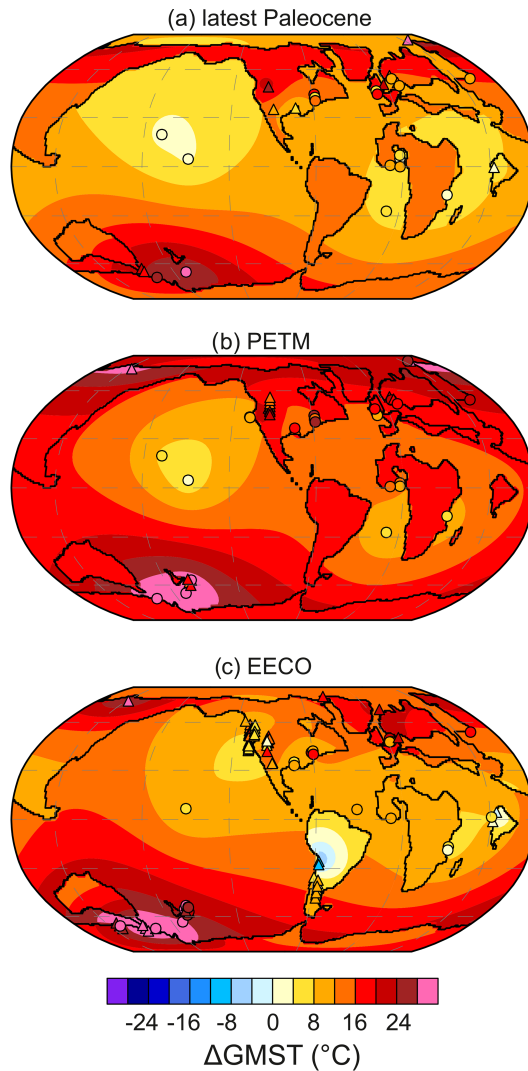 (a) latest Paleocene
(b) PETM
(c) EECO
-24 -16 -8 0 8 16 24
ΔGMST (°C)